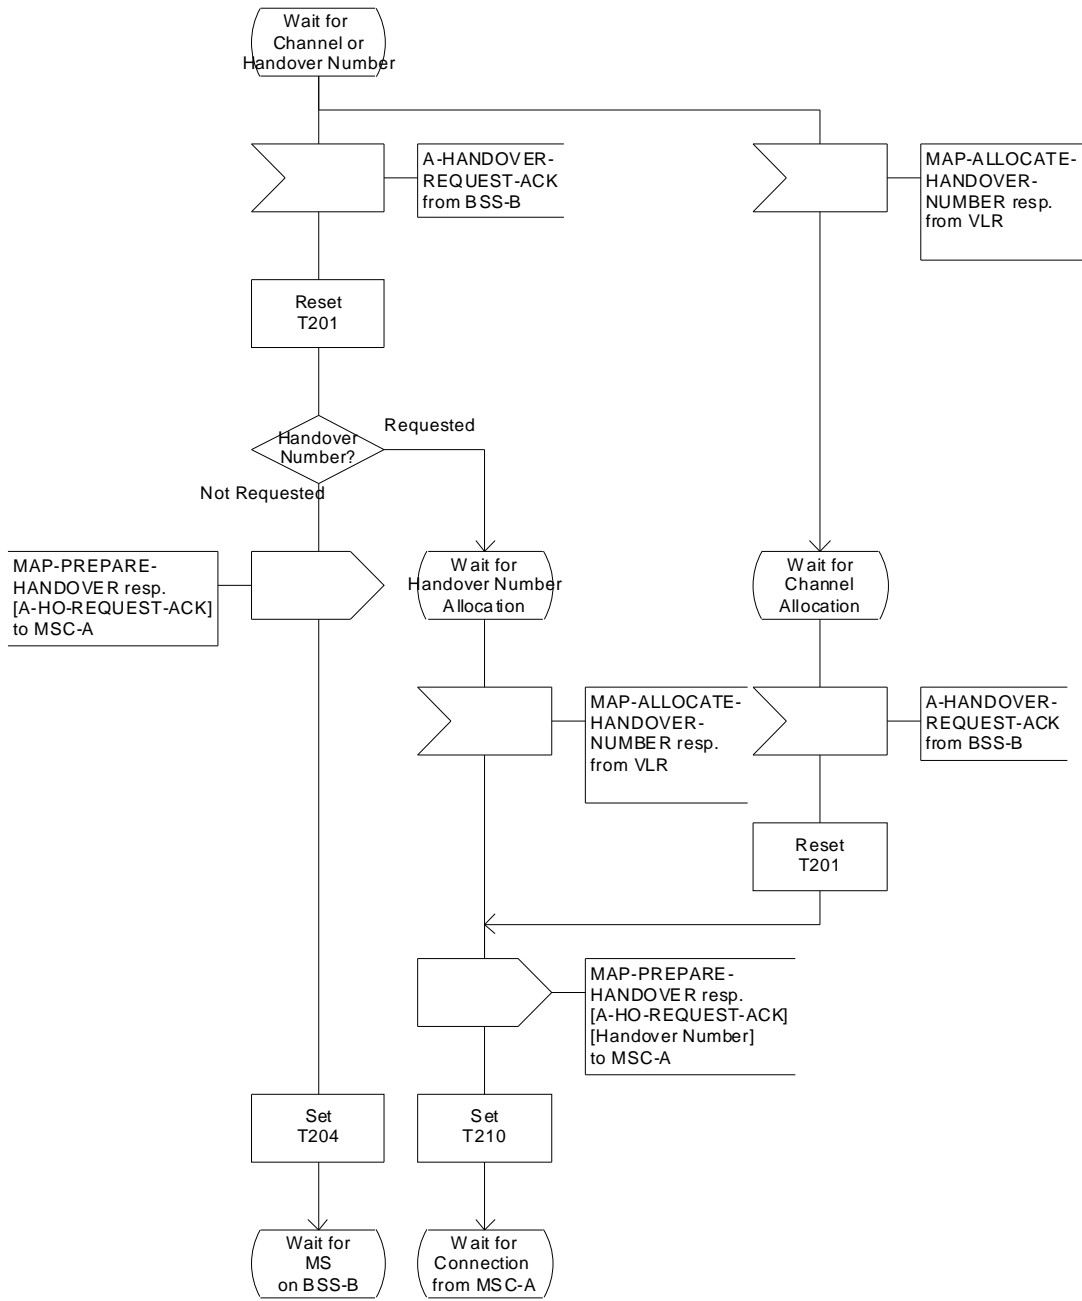 Wait for
Channel or
Handover Number
A-HANDOVER-
REQUEST-ACK
from BSS-B
MAP-ALLOCATE-
HANDOVER-
NUMBER resp.
from VLR
Reset
T201
Handover
Number?
Requested
Not Requested
MAP-PREPARE-
HANDOVER resp.
[A-HO-REQUEST-ACK]
to MSC-A
Wait for
Handover Number
Allocation
Wait for
Channel
Allocation
MAP-ALLOCATE-
HANDOVER-
NUMBER resp.
from VLR
A-HANDOVER-
REQUEST-ACK
from BSS-B
Reset
T201
MAP-PREPARE-
HANDOVER resp.
[A-HO-REQUEST-ACK]
[Handover Number]
to MSC-A
Set
T204
Set
T210
Wait for
MS
on BSS-B
Wait for
Connection
from MSC-A